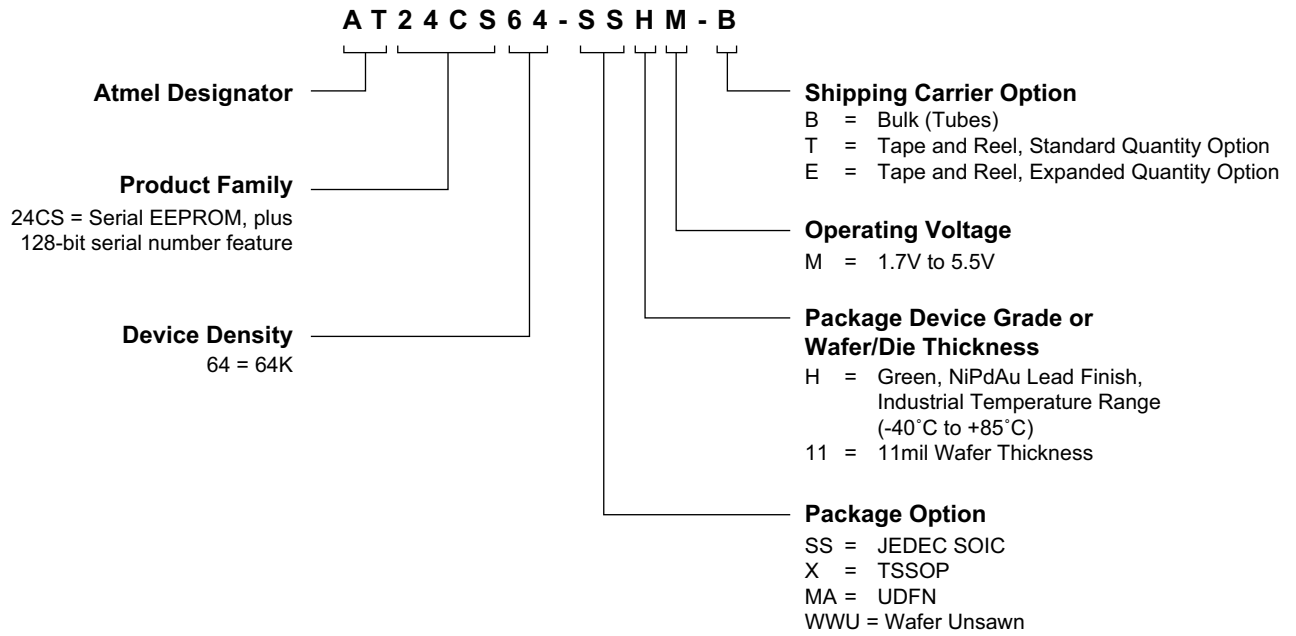 A T 2 4 C S 6 4 - S S H M - B
Atmel Designator
Product Family
24CS = Serial EEPROM, plus
128-bit serial number feature
Device Density
64 = 64K
Shipping Carrier Option
B = Bulk (Tubes)
T = Tape and Reel, Standard Quantity Option
E = Tape and Reel, Expanded Quantity Option
Operating Voltage
M = 1.7V to 5.5V
Package Device Grade or
Wafer/Die Thickness
H = Green, NiPdAu Lead Finish,
Industrial Temperature Range
(-40˚C to +85˚C)
11 = 11mil Wafer Thickness
Package Option
SS = JEDEC SOIC
X = TSSOP
MA = UDFN
WWU = Wafer Unsawn